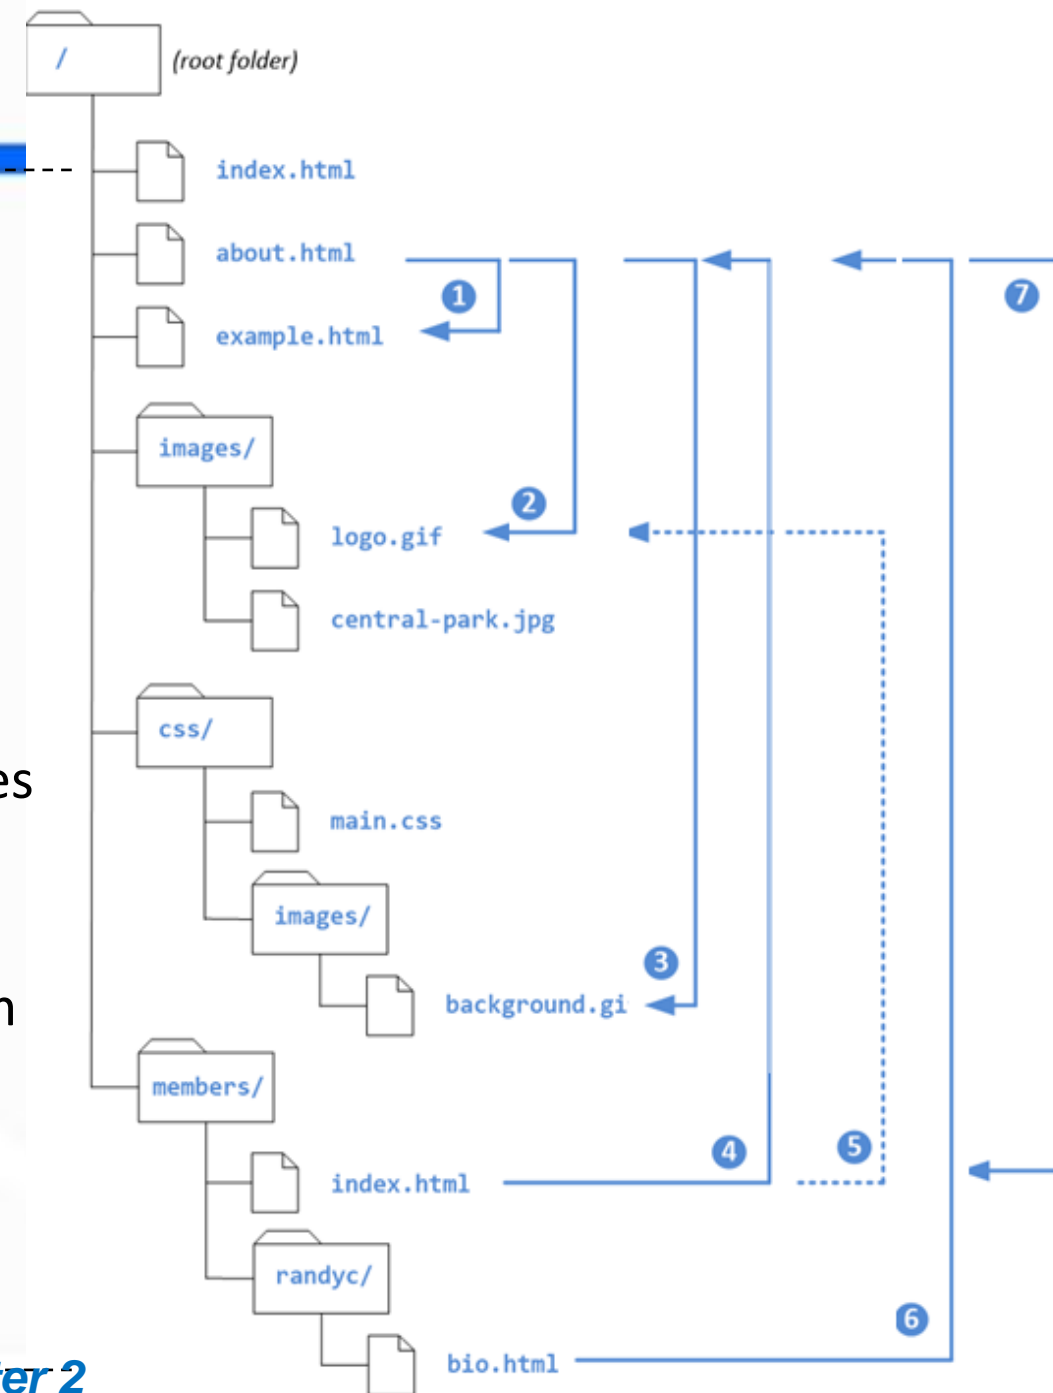 / (root folder)
index.html
about.html
1
7
example.html
images/
2
logo.gif
central-park.jpg
css/
es
main.css
images/
3
background.gi
n
members/
4
5
index.html
randyc/
6
bio.html
ter 2